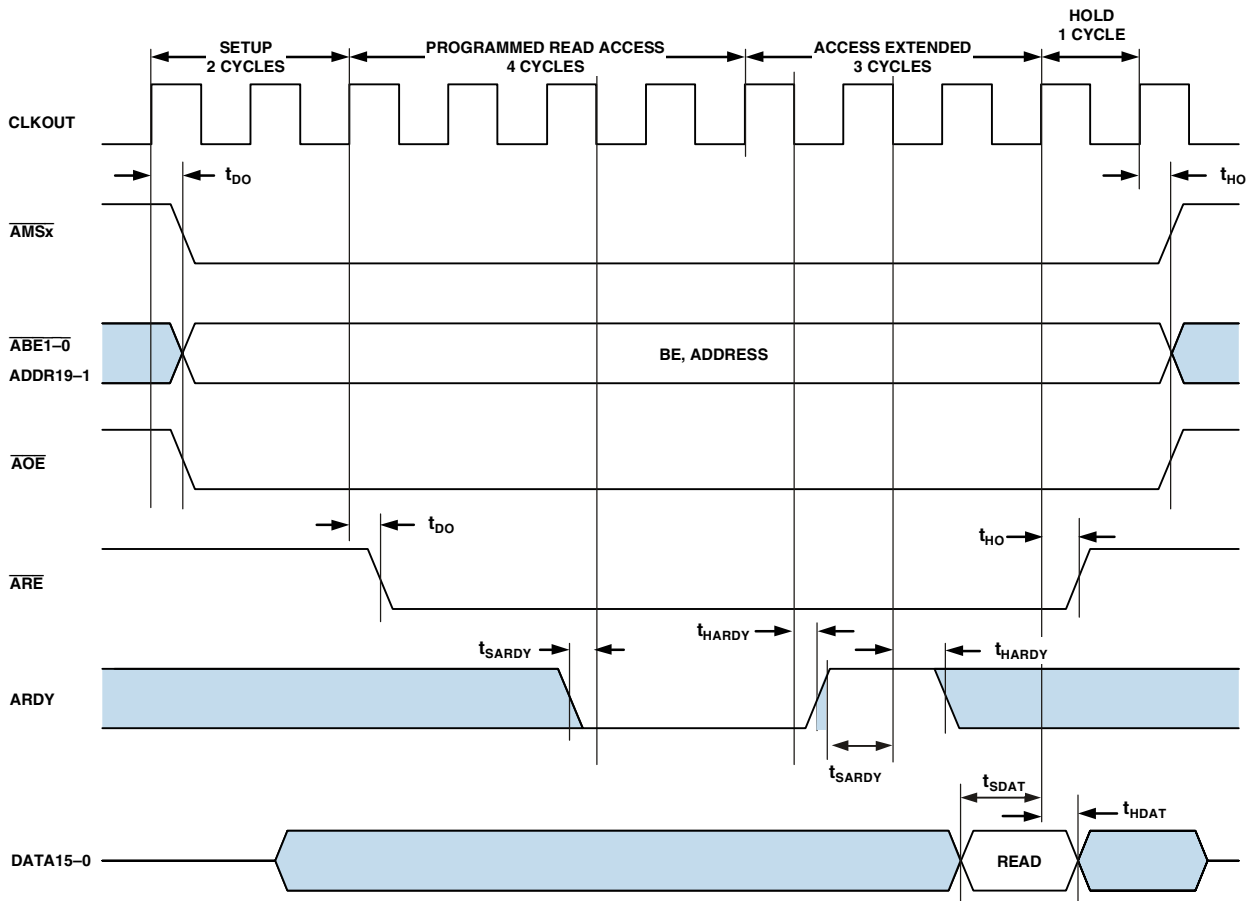 HOLD
1 CYCLE
SETUP
2 CYCLES
PROGRAMMED READ ACCESS
4 CYCLES
ACCESS EXTENDED
3 CYCLES
CLKOUT
tDO
tHO
AMSx
ABE1–0
ADDR19–1
BE, ADDRESS
AOE
tDO
tHO
ARE
tSARDY
tHARDY
tHARDY
ARDY
tSARDY
tSDAT
tHDAT
DATA15–0
READ